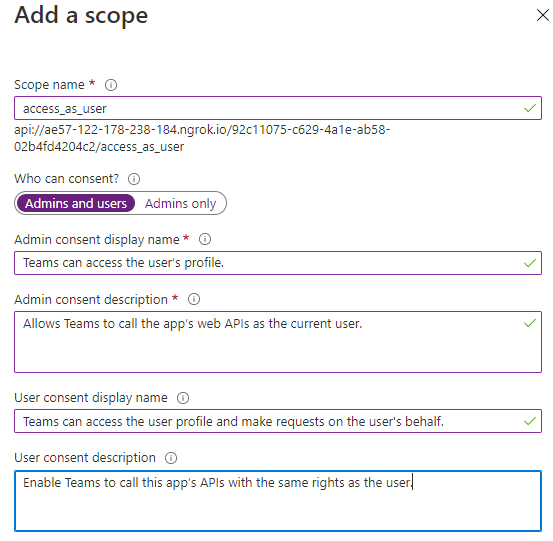 Add a scope
Scope name *
access_as_user
api://ae57-122-178-238-184.ngrok.io/92c11075-c629-4a1e-ab58-
02b4fd4204c2/access_as_user
Who can consent?
Admins and users Admins only
Admin consent display name *
Teams can access the user's profile.
Admin consent description *
Allows Teams to call the app's web APIs as the current user.
User consent display name
Teams can access the user profile and make requests on the user's behalf.
User consent description
Enable Teams to call this app's APIs with the same rights as the user.